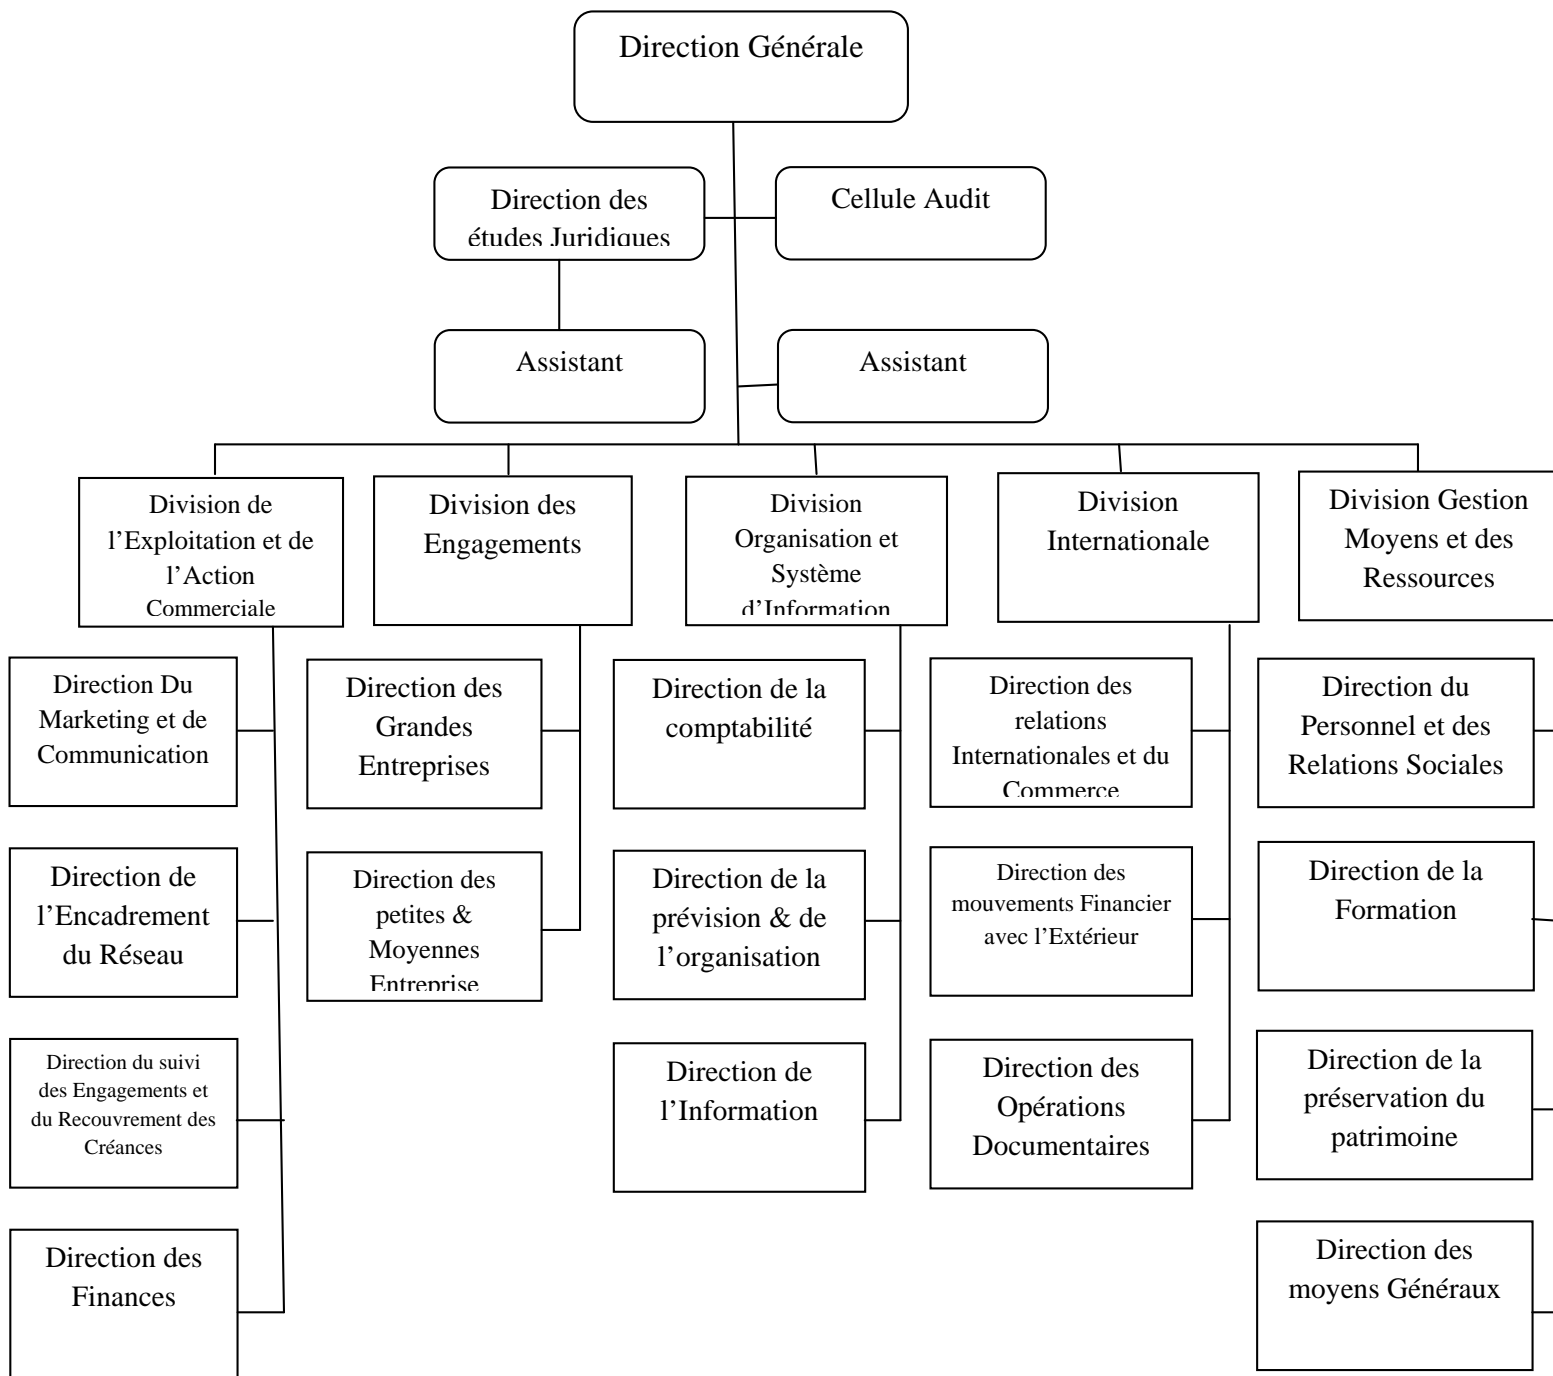 Direction Générale
Direction des
études Juridiques
Cellule Audit
Assistant
Assistant
Division de
l’Exploitation et de
l’Action
Commerciale
Division des
Engagements
Division
Organisation et
Système
d’Information
Division
Internationale
Division Gestion
Moyens et des
Ressources
Direction Du
Marketing et de
Communication
Direction des
Grandes
Entreprises
Direction de la
comptabilité
Direction des
relations
Internationales et du
Commerce
Direction du
Personnel et des
Relations Sociales
Direction de
l’Encadrement
du Réseau
Direction des
petites &
Moyennes
Entreprise
Direction de la
prévision & de
l’organisation
Direction des
mouvements Financier
avec l’Extérieur
Direction de la
Formation
Direction du suivi
des Engagements et
du Recouvrement des
Créances
Direction de
l’Information
Direction des
Opérations
Documentaires
Direction de la
préservation du
patrimoine
Direction des
Finances
Direction des
moyens Généraux